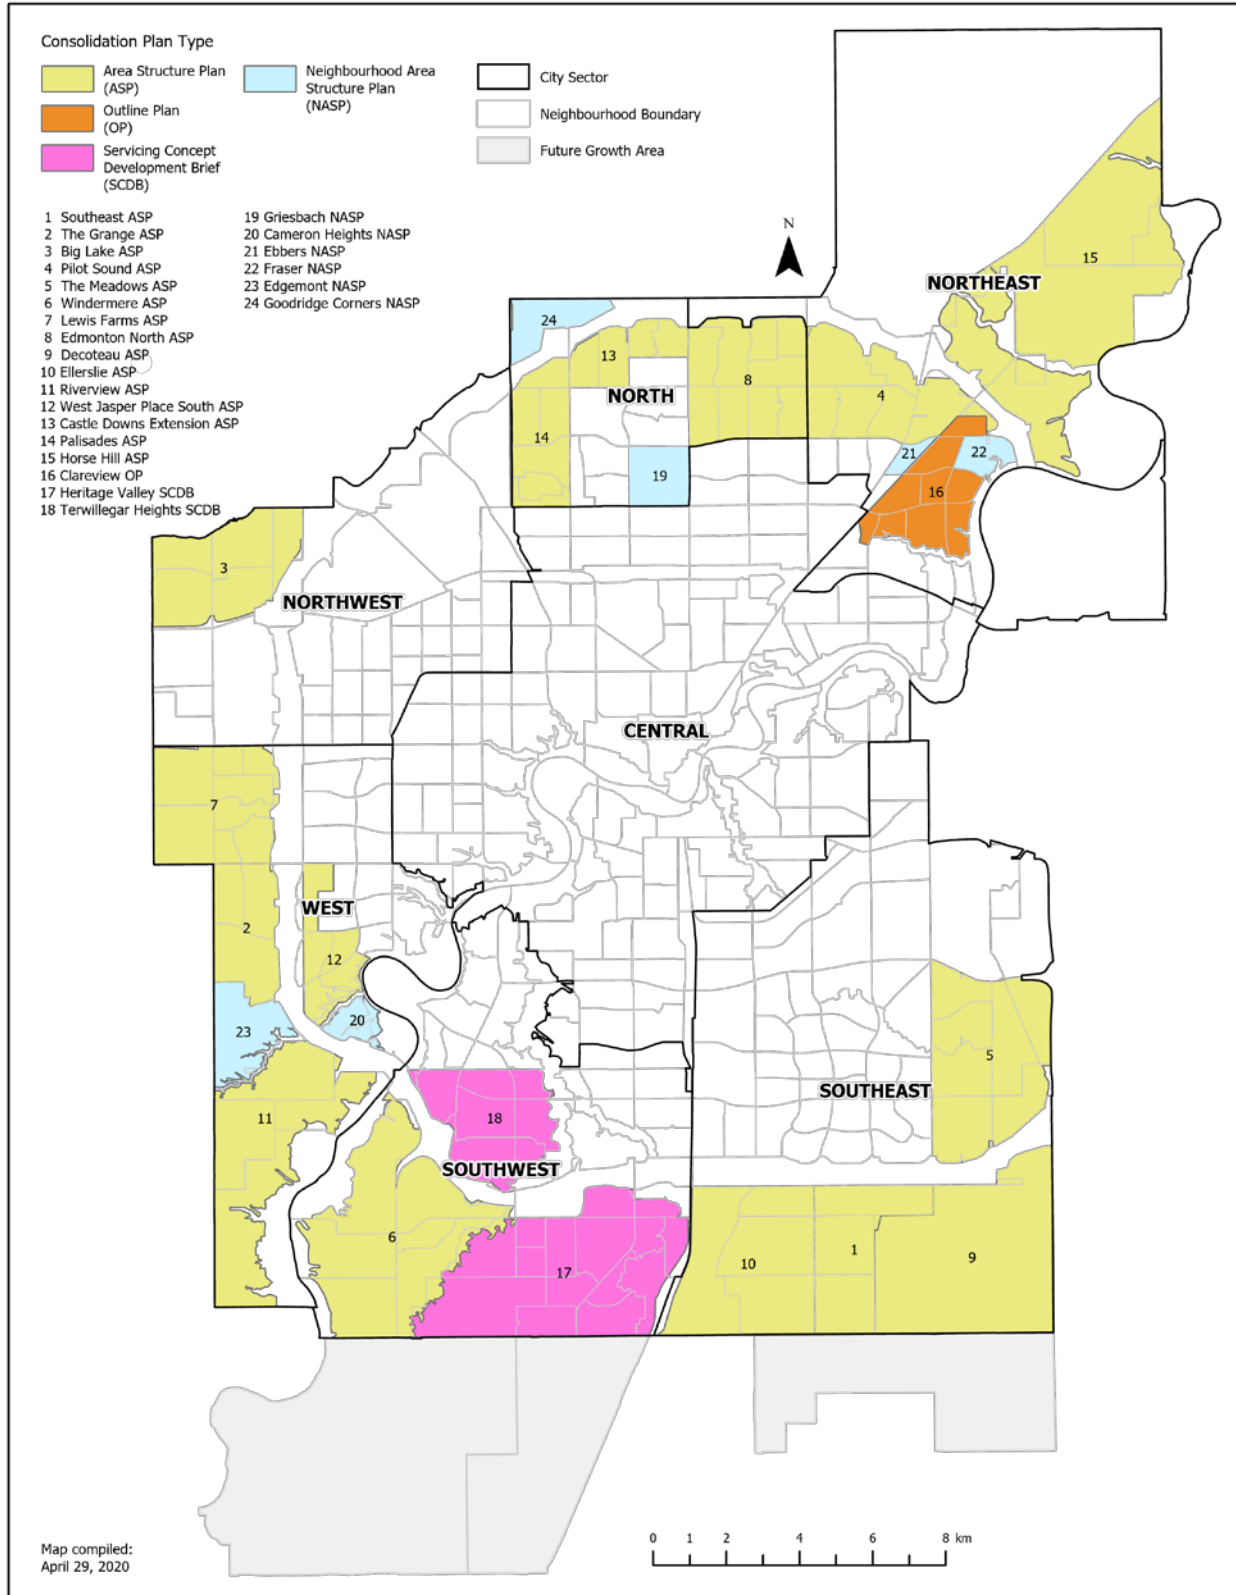 Consolidation Plan Type
Area Structure Plan
(ASP)
Outline Plan
(OP)
Servicing Concept
Development Brief
(SCDB)
Neighbourhood Area
Structure Plan
(NASP)
City Sector
Neighbourhood Boundary
Future Growth Area
1 Southeast ASP
2 The Grange ASP
3 Big Lake ASP
4 Pilot Sound ASP
5 The Meadows ASP
6 Windermere ASP
7 Lewis Farms ASP
8 Edmonton North ASP
9 Decoteau ASP
10 Ellerslie ASP
11 Riverview ASP
12 West Jasper Place South ASP
13 Castle Downs Extension ASP
14 Palisades ASP
15 Horse Hill ASP
16 Clareview OP
17 Heritage Valley SCDB
18 Terwillegar Heights SCDB
19 Griesbach NASP
20 Cameron Heights NASP
21 Ebbers NASP
22 Fraser NASP
23 Edgemont NASP
24 Goodridge Corners NASP
N
15
NORTHEAST
24
13
8
NORTH
4
14
21
22
19
16
3
NORTHWEST
CENTRAL
7
WEST
2
12
20
23
5
SOUTHEAST
11
18
SOUTHWEST
6
1
9
10
17
0 1 2 4 6 8 km
Map compiled:
April 29, 2020